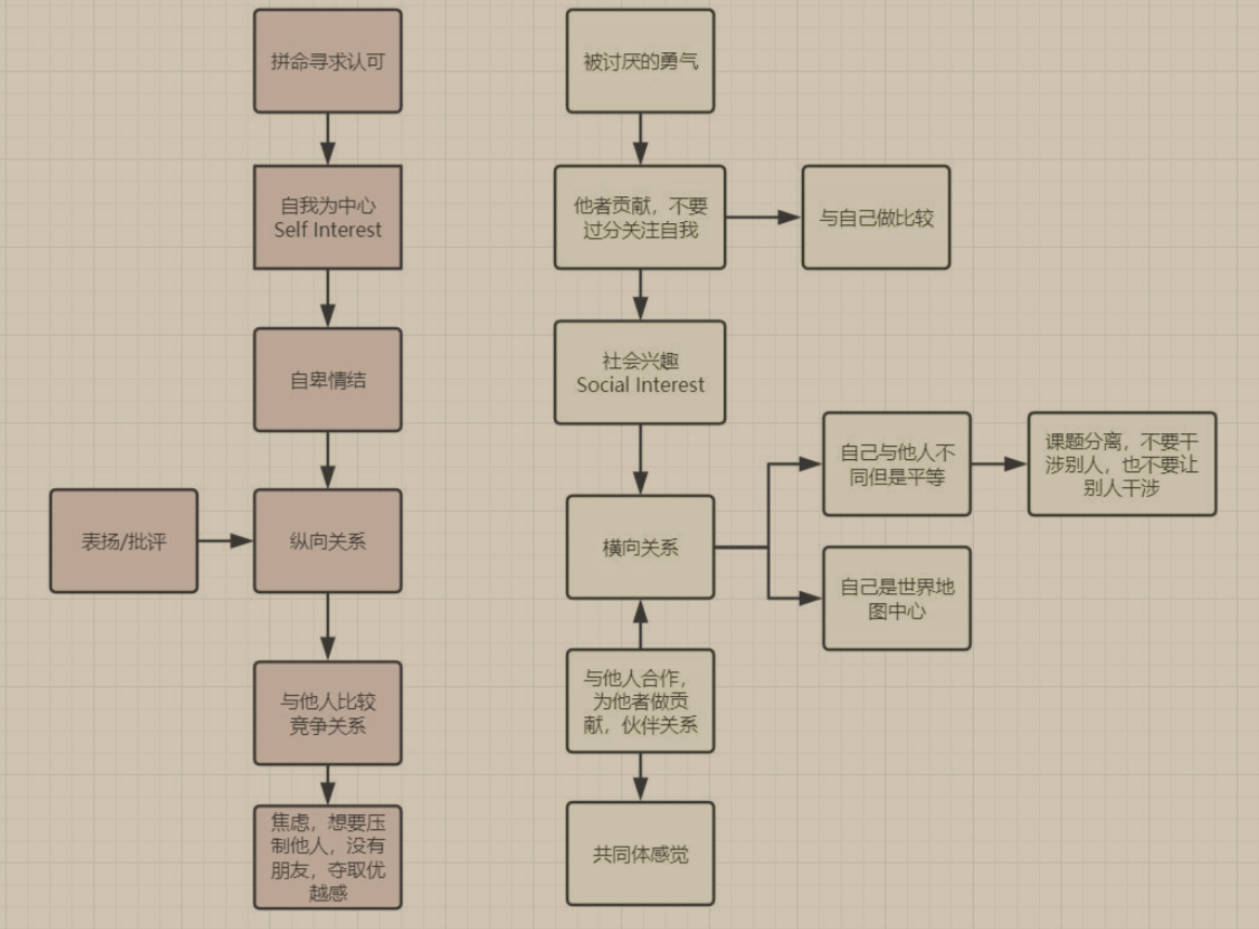 拼命寻求认可
自我为中心
Self Interest
自卑情结
表扬/批评
纵向关系
与他人比较
竞争关系
焦虑，想要压
制他人，没有
朋友，夺取优
越感
被讨厌的勇气
他者贡献，不要
过分关注自我
与自己做比较
社会兴趣
Social Interest
横向关系
自己与他人不
同但是平等
课题分离，不要干
涉别人，也不要让
别人干涉
自己是世界地
图中心
与他人合作，
为他者做贡
献，伙伴关系
共同体感觉